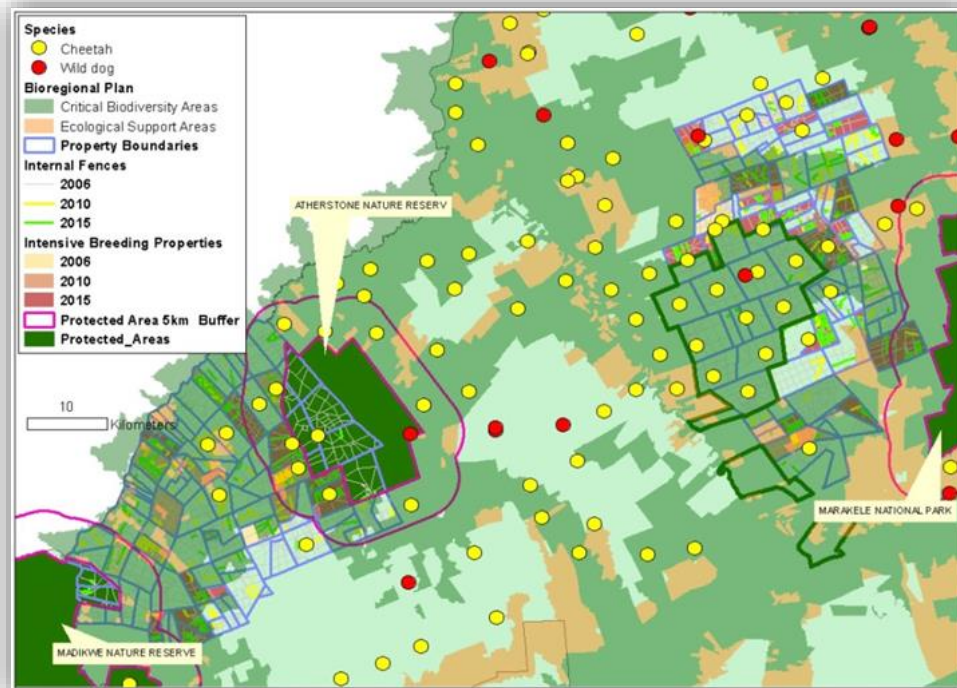 Species
Cheetah
Wild dog
Bioregional Plan
Critical Biodiversity Areas
Ecological Support Areas
Property Boundaries
Internal Fences
2006
2010
2015
Intensive Breeding Properties
2006
2010
2015
Protected Area 5km Buffer
Protected_Areas
10
Kilometers
ATHERSTONE NATURE RESERV
MARAKELE NATIONAL PARK
MADIKWE NATURE RESERVE